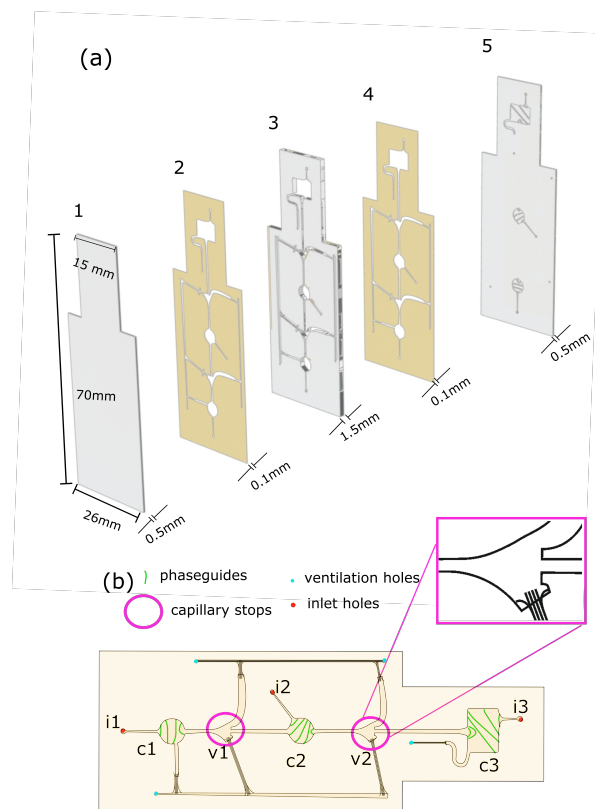 (a)
5
4
3
2
1
15 mm
70mm
26mm
0.5mm
0.1mm
1.5mm
0.1mm
0.5mm
(b)
phaseguides
ventilation holes
capillary stops
inlet holes
i1
c1
v1
i2
c2
v2
i3
c3